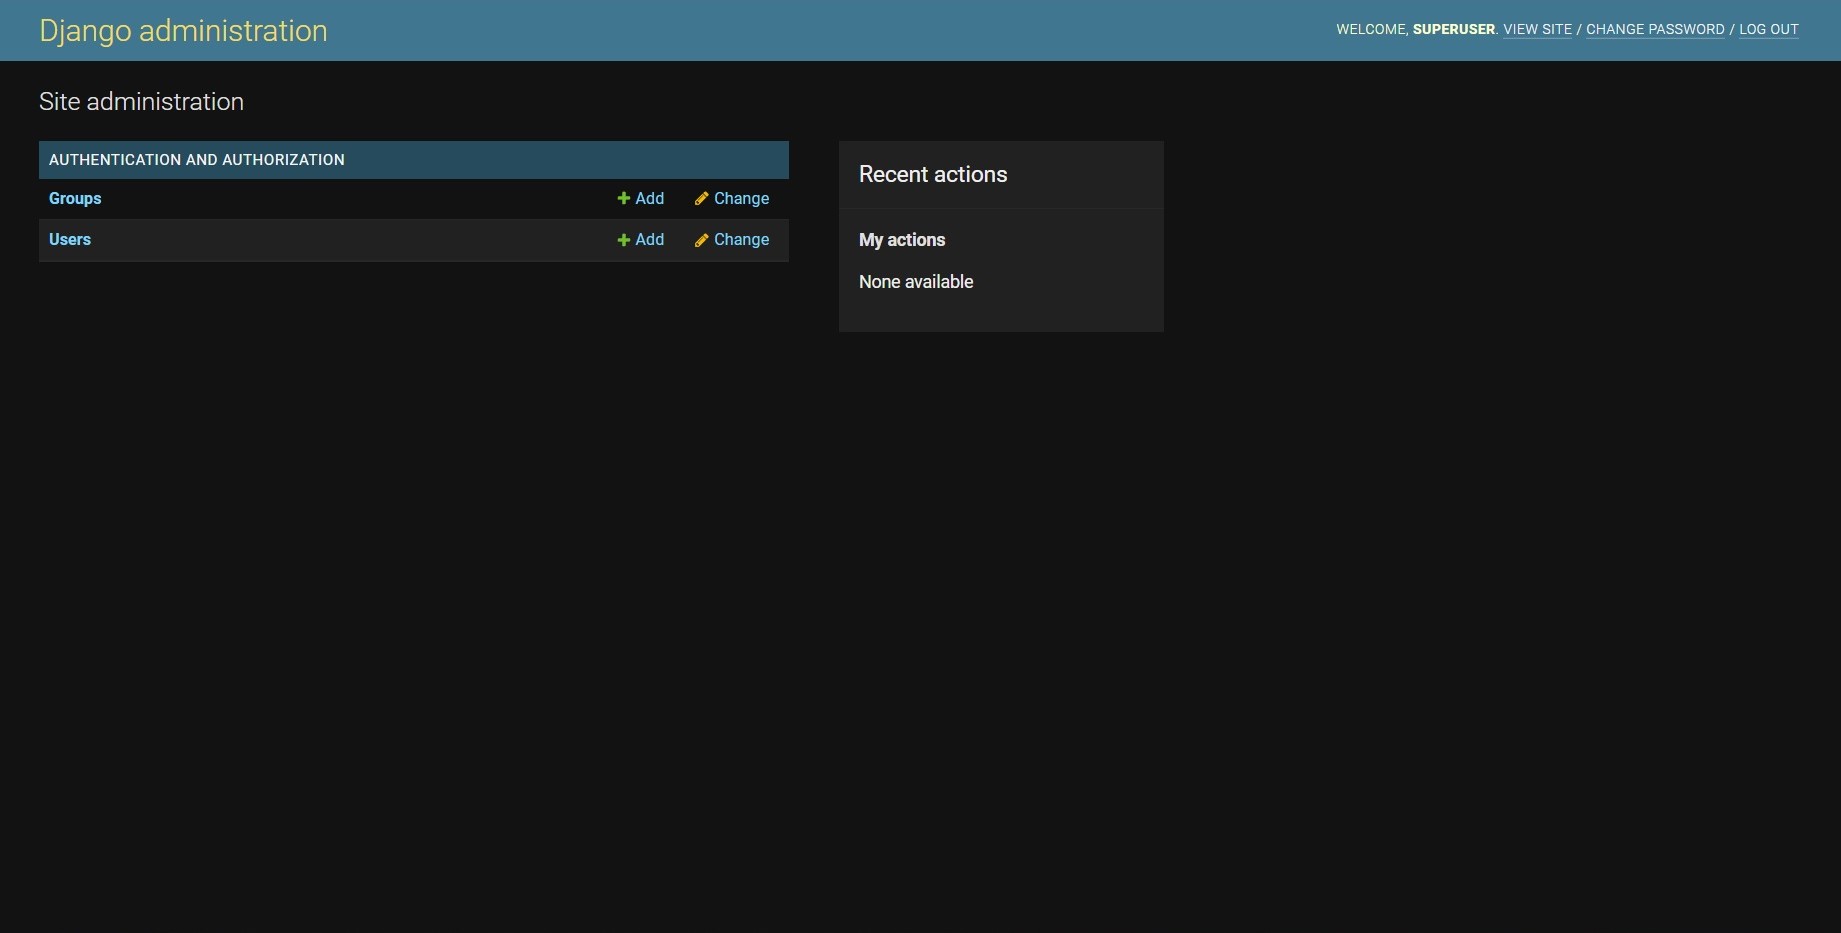 Django administration
WELCOME, SUPERUSER. VIEW SITE / CHANGE PASSWORD / LOG OUT
Site administration
AUTHENTICATION AND AUTHORIZATION
Groups Add Change
Users Add Change
Recent actions
My actions
None available